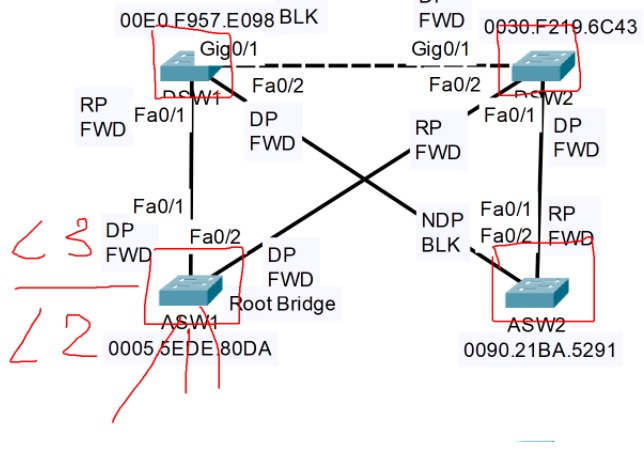 00E0.F957.E098 BLK
DP
FWD
0030.F219.6C43
Gig0/1
Gig0/1
DSW1
Fa0/2
Fa0/2
DSW2
RP
FWD
Fa0/1
DP
FWD
RP
FWD
Fa0/1
DP
FWD
Fa0/1
NDP
BLK
Fa0/1
RP
FWD
L3
DP
FWD
Fa0/2
DP
FWD
Fa0/2
Root Bridge
L2
ASW1
0005.5EDE.80DA
ASW2
0090.21BA.5291